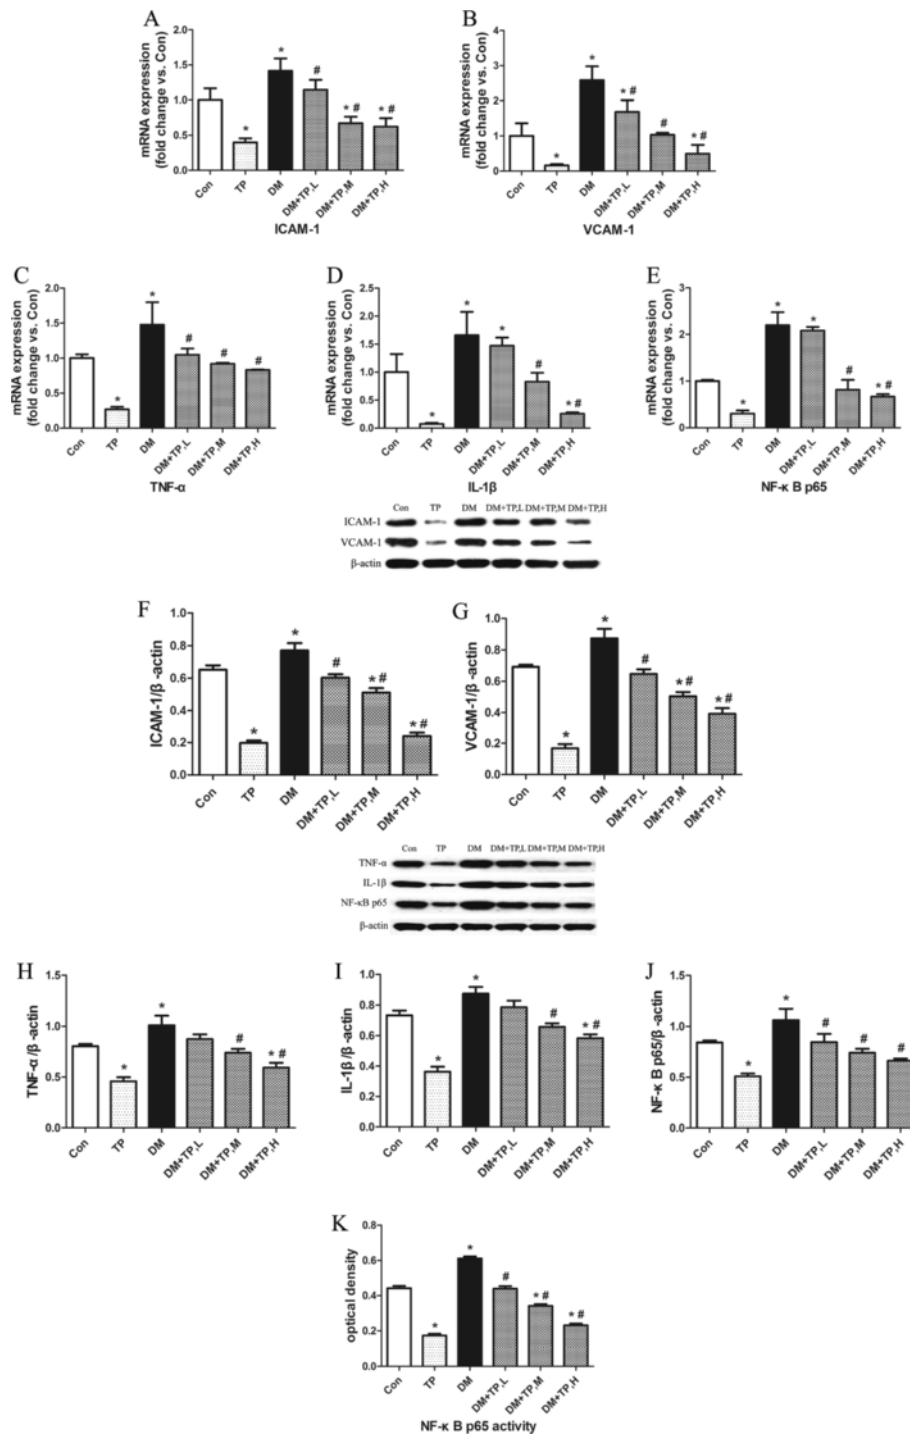 A
mRNA expression
(fold change vs. Con)
2.0
1.5
1.0
0.5
0.0
* * # * # * #
Con TP DM DM+TP,L DM+TP,M DM+TP,H
ICAM-1
B
mRNA expression
(fold change vs. Con)
4
3
2
1
0
* * * # # * #
Con TP DM DM+TP,L DM+TP,M DM+TP,H
VCAM-1
C
mRNA expression
(fold change vs. Con)
2.0
1.5
1.0
0.5
0.0
* * # # #
Con TP DM DM+TP,L DM+TP,M DM+TP,H
TNF-α
D
mRNA expression
(fold change vs. Con)
2.5
2.0
1.5
1.0
0.5
0.0
* * * # * #
Con TP DM DM+TP,L DM+TP,M DM+TP,H
IL-1β
E
mRNA expression
(fold change vs. Con)
3
2
1
0
* * * # * #
Con TP DM DM+TP,L DM+TP,M DM+TP,H
NF-κ B p65
Con TP DM DM+TP,L DM+TP,M DM+TP,H
ICAM-1
VCAM-1
β-actin
F
ICAM-1/β -actin
0.8
0.6
0.4
0.2
0.0
* * # * # * #
Con TP DM DM+TP,L DM+TP,M DM+TP,H
G
VCAM-1/β -actin
1.0
0.8
0.6
0.4
0.2
0.0
* * # * # * #
Con TP DM DM+TP,L DM+TP,M DM+TP,H
Con TP DM DM+TP,L DM+TP,M DM+TP,H
TNF-α
IL-1β
NF-κB p65
β-actin
H
TNF-α /β -actin
1.5
1.0
0.5
0.0
* * # * #
Con TP DM DM+TP,L DM+TP,M DM+TP,H
I
IL-1β /β -actin
1.0
0.8
0.6
0.4
0.2
0.0
* * # * #
Con TP DM DM+TP,L DM+TP,M DM+TP,H
J
NF-κ B p65/β -actin
1.5
1.0
0.5
0.0
* * # # #
Con TP DM DM+TP,L DM+TP,M DM+TP,H
K
optical density
0.8
0.6
0.4
0.2
0.0
* * # * # * #
Con TP DM DM+TP,L DM+TP,M DM+TP,H
NF-κ B p65 activity